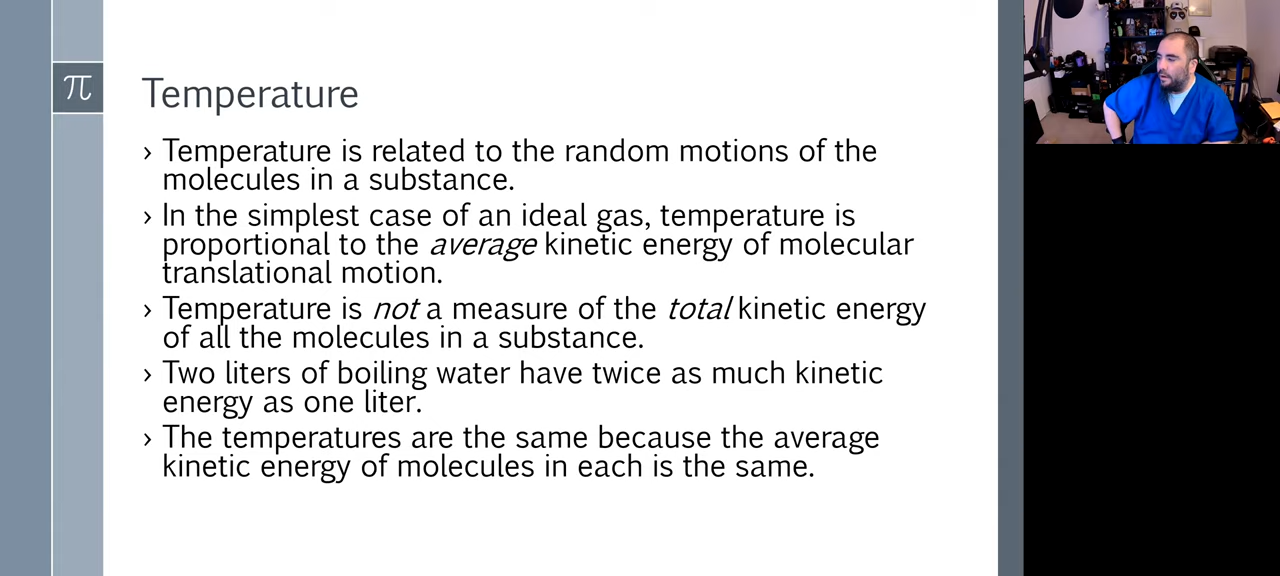 π
Temperature
› Temperature is related to the random motions of the
molecules in a substance.
› In the simplest case of an ideal gas, temperature is
proportional to the average kinetic energy of molecular
translational motion.
› Temperature is not a measure of the total kinetic energy
of all the molecules in a substance.
› Two liters of boiling water have twice as much kinetic
energy as one liter.
› The temperatures are the same because the average
kinetic energy of molecules in each is the same.